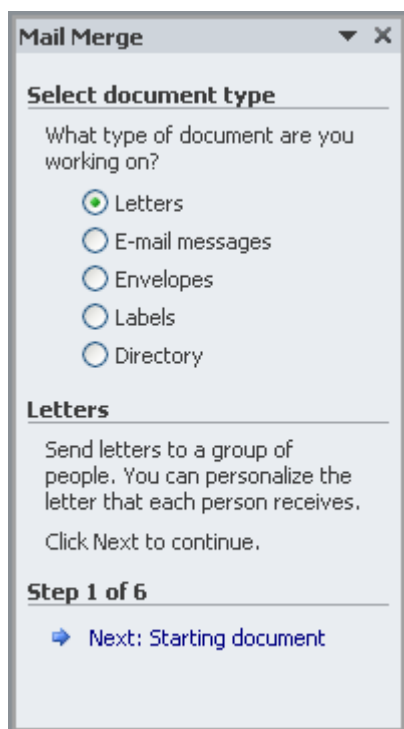 Mail Merge
Select document type
What type of document are you
working on?
Letters
E-mail messages
Envelopes
Labels
Directory
Letters
Send letters to a group of
people. You can personalize the
letter that each person receives.
Click Next to continue.
Step 1 of 6
Next: Starting document